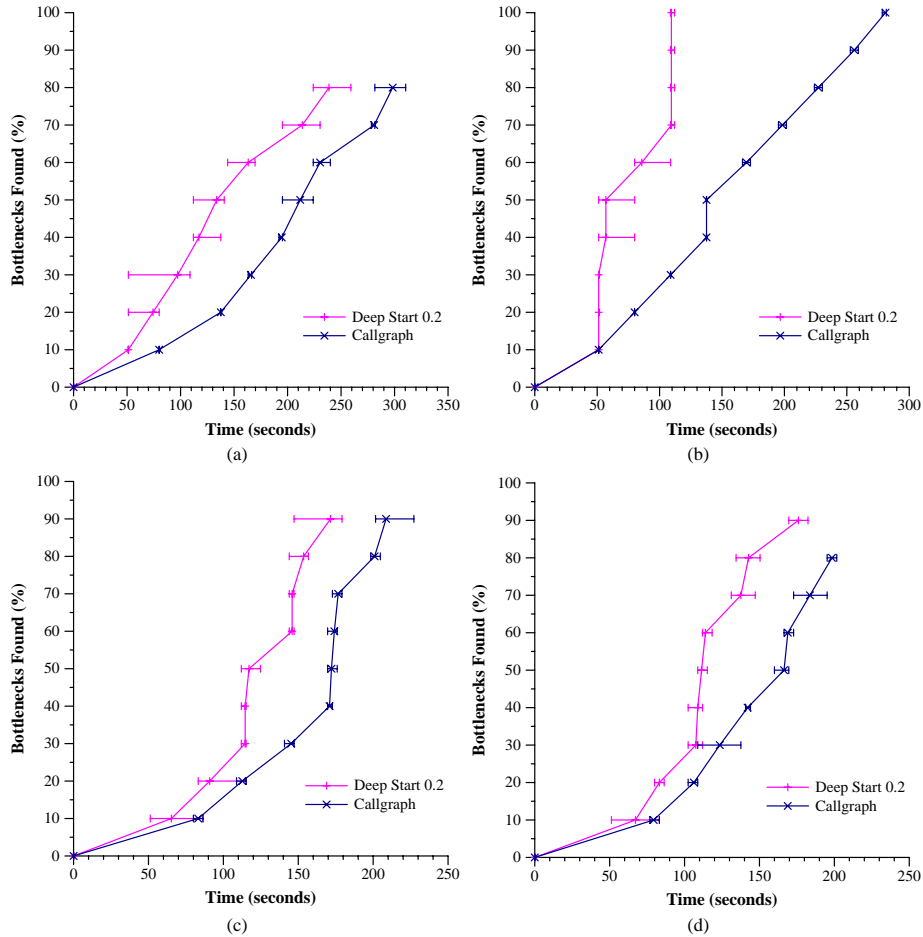 100
90
80
70
60
50
40
30
20
10
0
Bottlenecks Found (%)
Deep Start 0.2
Callgraph
0 50 100 150 200 250 300 350
Time (seconds)
(a)
100
90
80
70
60
50
40
30
20
10
0
Bottlenecks Found (%)
Deep Start 0.2
Callgraph
0 50 100 150 200 250 300
Time (seconds)
(b)
100
90
80
70
60
50
40
30
20
10
0
Bottlenecks Found (%)
Deep Start 0.2
Callgraph
0 50 100 150 200 250
Time (seconds)
(c)
100
90
80
70
60
50
40
30
20
10
0
Bottlenecks Found (%)
Deep Start 0.2
Callgraph
0 50 100 150 200 250
Time (seconds)
(d)